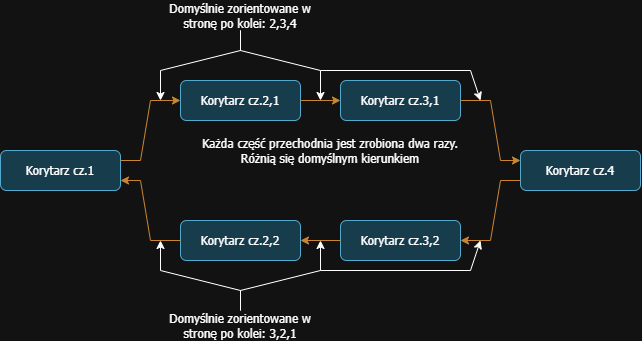 Domyślnie zorientowane w
stronę po kolei: 2,3,4
Korytarz cz.2,1
Korytarz cz.3,1
Każda część przechodnia jest zrobiona dwa razy.
Różnią się domyślnym kierunkiem
Korytarz cz.1
Korytarz cz.4
Korytarz cz.2,2
Korytarz cz.3,2
Domyślnie zorientowane w
stronę po kolei: 3,2,1